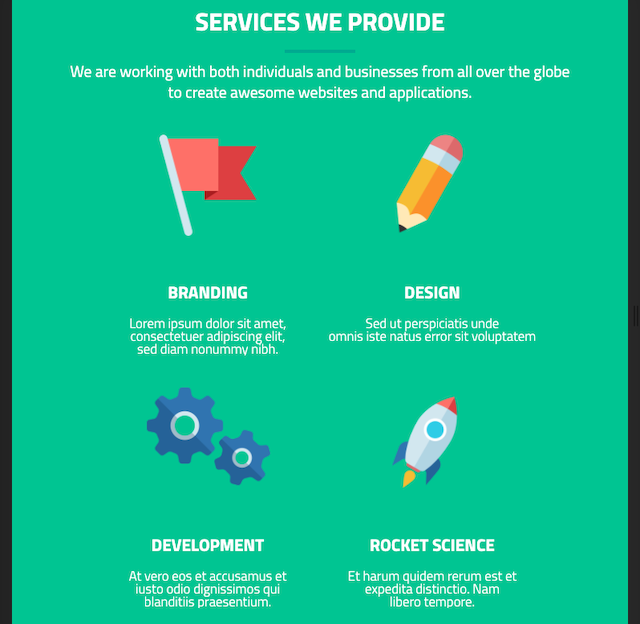 SERVICES WE PROVIDE
We are working with both individuals and businesses from all over the globe
to create awesome websites and applications.
BRANDING
Lorem ipsum dolor sit amet,
consectetuer adipiscing elit,
sed diam nonummy nibh.
DESIGN
Sed ut perspiciatis unde
omnis iste natus error sit voluptatem
DEVELOPMENT
At vero eos et accusamus et
iusto odio dignissimos qui
blanditiis praesentium.
ROCKET SCIENCE
Et harum quidem rerum est et
expedita distinctio. Nam
libero tempore.